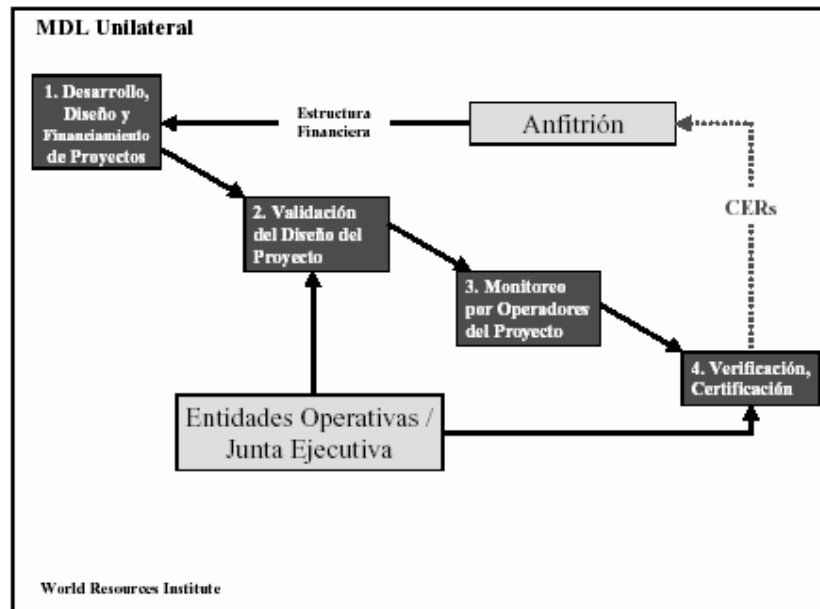 MDL Unilateral
1. Desarrollo,
Diseño y
Financiamiento
de Proyectos
Estructura
Financiera
Anfitrión
CERs
2. Validación
del Diseño del
Proyecto
3. Monitoreo
por Operadores
del Proyecto
4. Verificación,
Certificación
Entidades Operativas /
Junta Ejecutiva
World Resources Institute